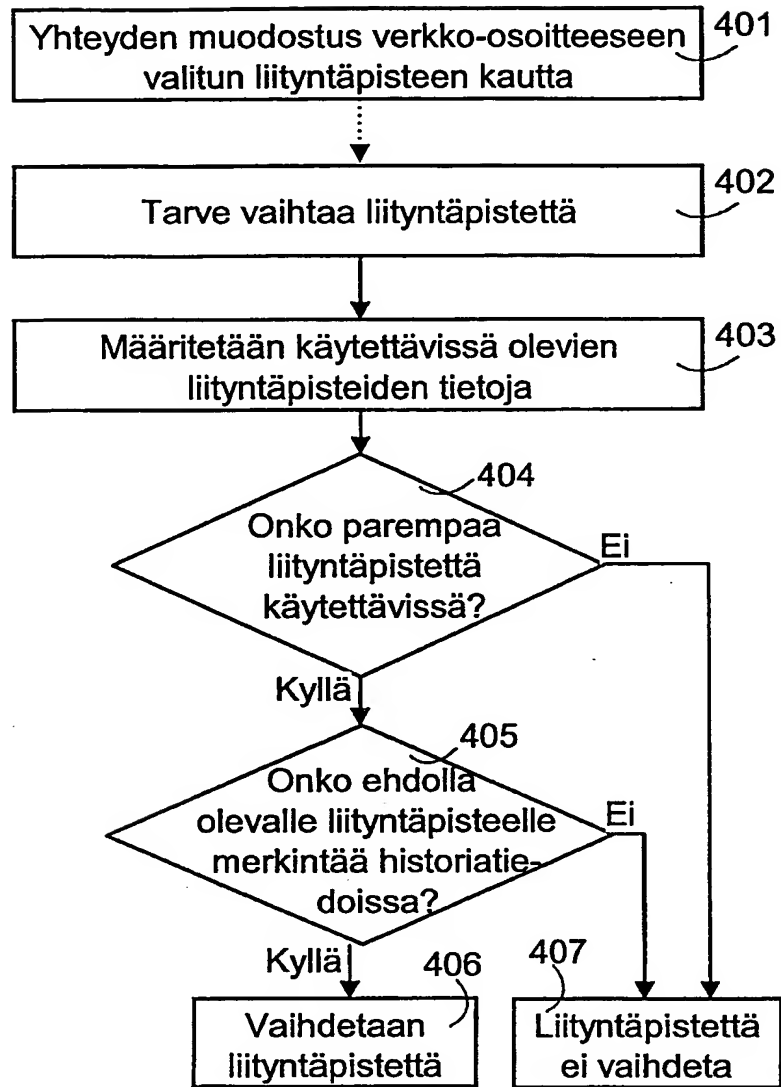 Yhteyden muodostus verkko-osoitteeseen
valitun liityntäpisteen kautta
401
Tarve vaihtaa liityntäpistettä
402
Määritetään käytettävissä olevien
liityntäpisteiden tietoja
403
404
Onko parempaa
liityntäpistettä
käytettävissä?
Ei
Kyllä
405
Onko ehdolla
olevalle liityntäpisteelle
merkintää historiatie-
doissa?
Ei
Kyllä
406
Vaihdetaan
liityntäpistettä
407
Liityntäpistettä
ei vaihdeta